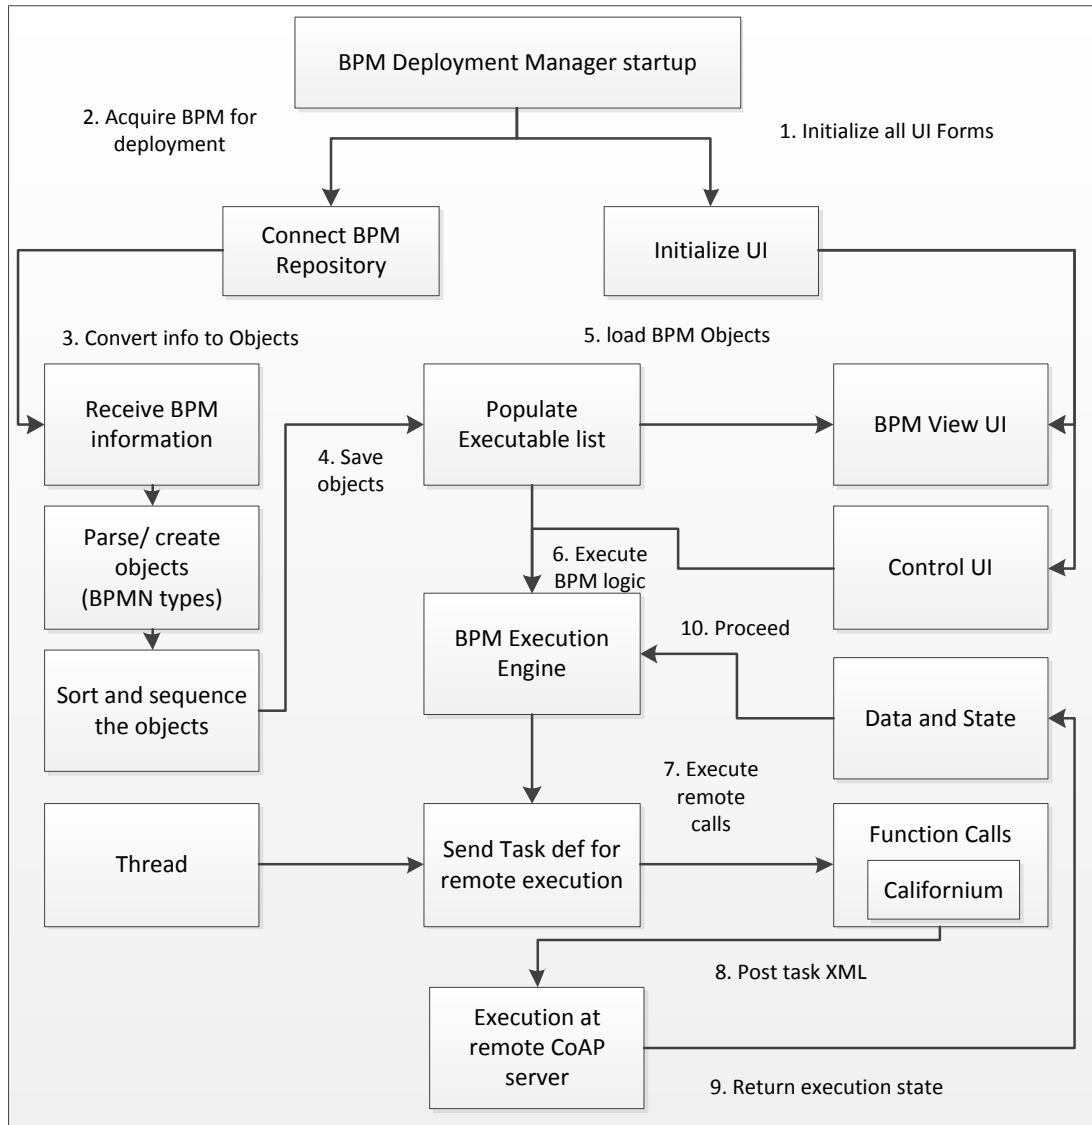 BPM Deployment Manager startup
2. Acquire BPM for
deployment
1. Initialize all UI Forms
Connect BPM
Repository
Initialize UI
3. Convert info to Objects
5. load BPM Objects
Receive BPM
information
Populate
Executable list
BPM View UI
4. Save
objects
Parse/ create
objects
(BPMN types)
6. Execute
BPM logic
Control UI
BPM Execution
Engine
10. Proceed
Sort and sequence
the objects
Data and State
7. Execute
remote
calls
Thread
Send Task def for
remote execution
Function Calls
Californium
8. Post task XML
Execution at
remote CoAP
server
9. Return execution state